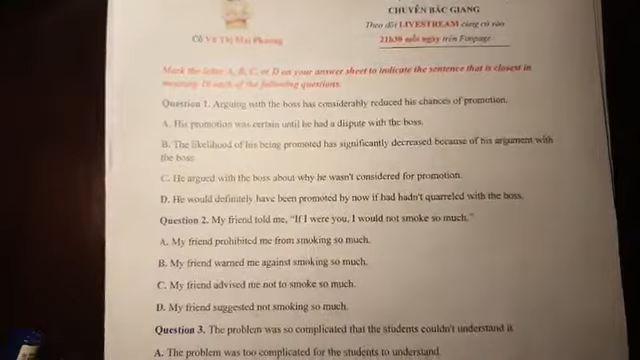 CHUYÊN BẮC GIANG
Cô Vũ Thị Mai Phương
Theo dõi LIVESTREAM cùng cô vào
21h30 mỗi ngày trên Fanpage
Mark the letter A, B, C, or D on your answer sheet to indicate the sentence that is closest in
meaning to each of the following questions.
Question 1. Arguing with the boss has considerably reduced his chances of promotion.
A. His promotion was certain until he had a dispute with the boss.
B. The likelihood of his being promoted has significantly decreased because of his argument with
the boss.
C. He argued with the boss about why he wasn't considered for promotion.
D. He would definitely have been promoted by now if had hadn't quarreled with the boss.
Question 2. My friend told me, "If I were you, I would not smoke so much."
A. My friend prohibited me from smoking so much.
B. My friend warned me against smoking so much.
C. My friend advised me not to smoke so much.
D. My friend suggested not smoking so much.
Question 3. The problem was so complicated that the students couldn't understand it
A. The problem was too complicated for the students to understand.